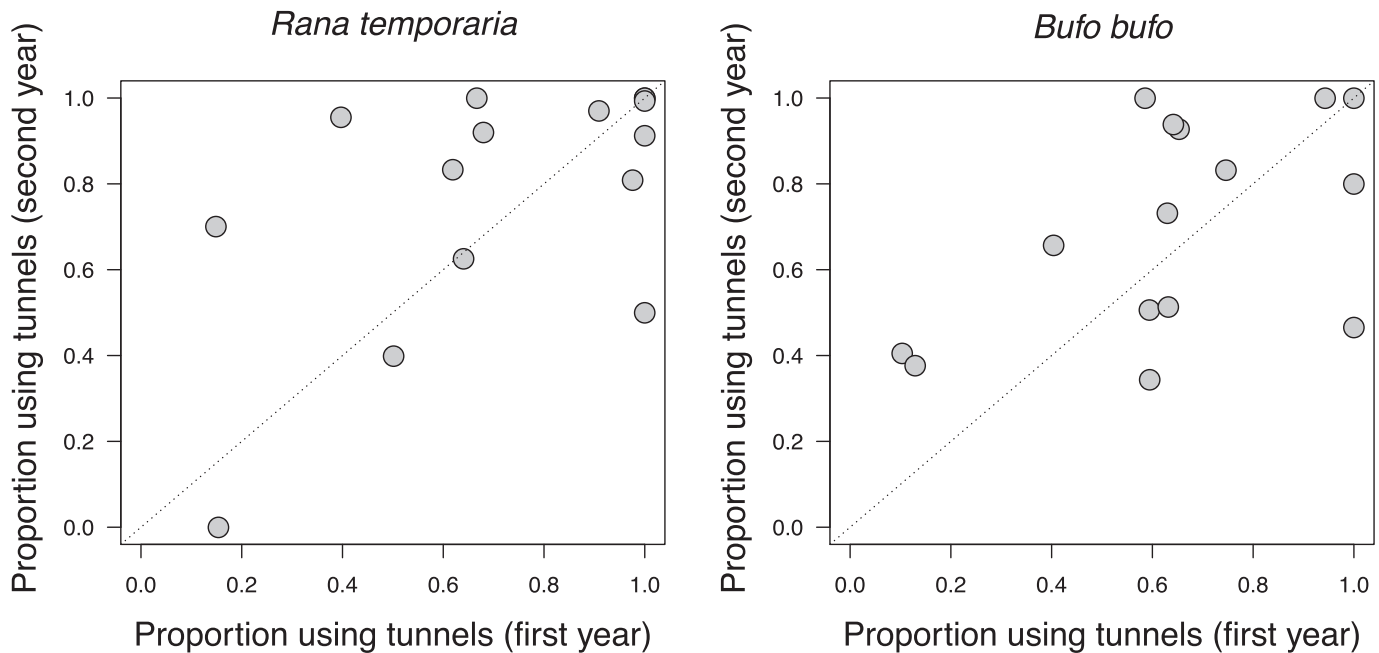 Rana temporaria
Proportion using tunnels (second year)
1.0
0.8
0.6
0.4
0.2
0.0
0.0 0.2 0.4 0.6 0.8 1.0
Proportion using tunnels (first year)
Bufo bufo
Proportion using tunnels (second year)
1.0
0.8
0.6
0.4
0.2
0.0
0.0 0.2 0.4 0.6 0.8 1.0
Proportion using tunnels (first year)